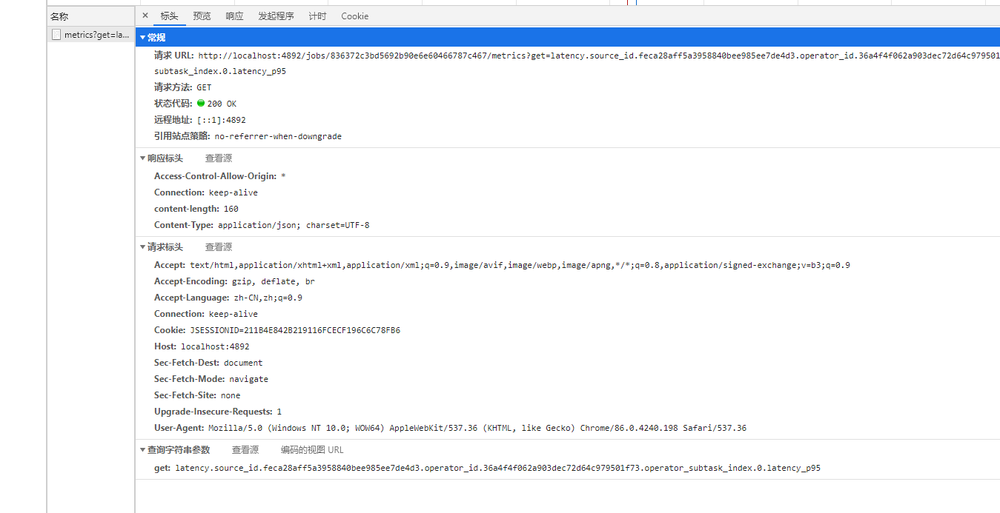 名称
metrics?get=la...
× 标头 预览 响应 发起程序 计时 Cookie
常规
请求 URL: http://localhost:4892/jobs/836372c3bd5692b90e6e60466787c467/metrics?get=latency.source_id.feca28aff5a3958840bee985ee7de4d3.operator_id.36a4f4f062a903dec72d64c979501
subtask_index.0.latency_p95
请求方法: GET
状态代码: 200 OK
远程地址: [::1]:4892
引用站点策略: no-referrer-when-downgrade
响应标头 查看源
Access-Control-Allow-Origin: *
Connection: keep-alive
content-length: 160
Content-Type: application/json; charset=UTF-8
请求标头 查看源
Accept: text/html,application/xhtml+xml,application/xml;q=0.9,image/avif,image/webp,image/apng,*/*;q=0.8,application/signed-exchange;v=b3;q=0.9
Accept-Encoding: gzip, deflate, br
Accept-Language: zh-CN,zh;q=0.9
Connection: keep-alive
Cookie: JSESSIONID=211B4E842B219116FCECF196C6C78FB6
Host: localhost:4892
Sec-Fetch-Dest: document
Sec-Fetch-Mode: navigate
Sec-Fetch-Site: none
Upgrade-Insecure-Requests: 1
User-Agent: Mozilla/5.0 (Windows NT 10.0; WOW64) AppleWebKit/537.36 (KHTML, like Gecko) Chrome/86.0.4240.198 Safari/537.36
查询字符串参数 查看源 编码的视图 URL
get: latency.source_id.feca28aff5a3958840bee985ee7de4d3.operator_id.36a4f4f062a903dec72d64c979501f73.operator_subtask_index.0.latency_p95